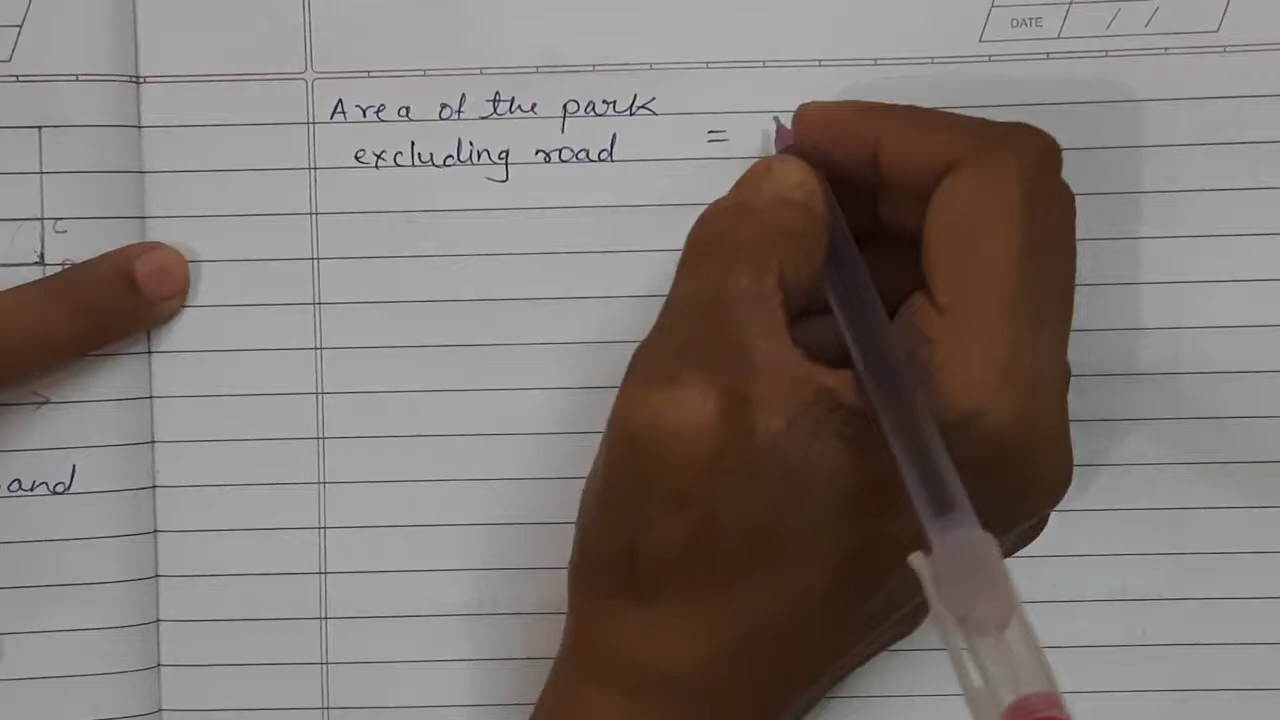 DATE / /
Area of the park
excluding road =
C
and